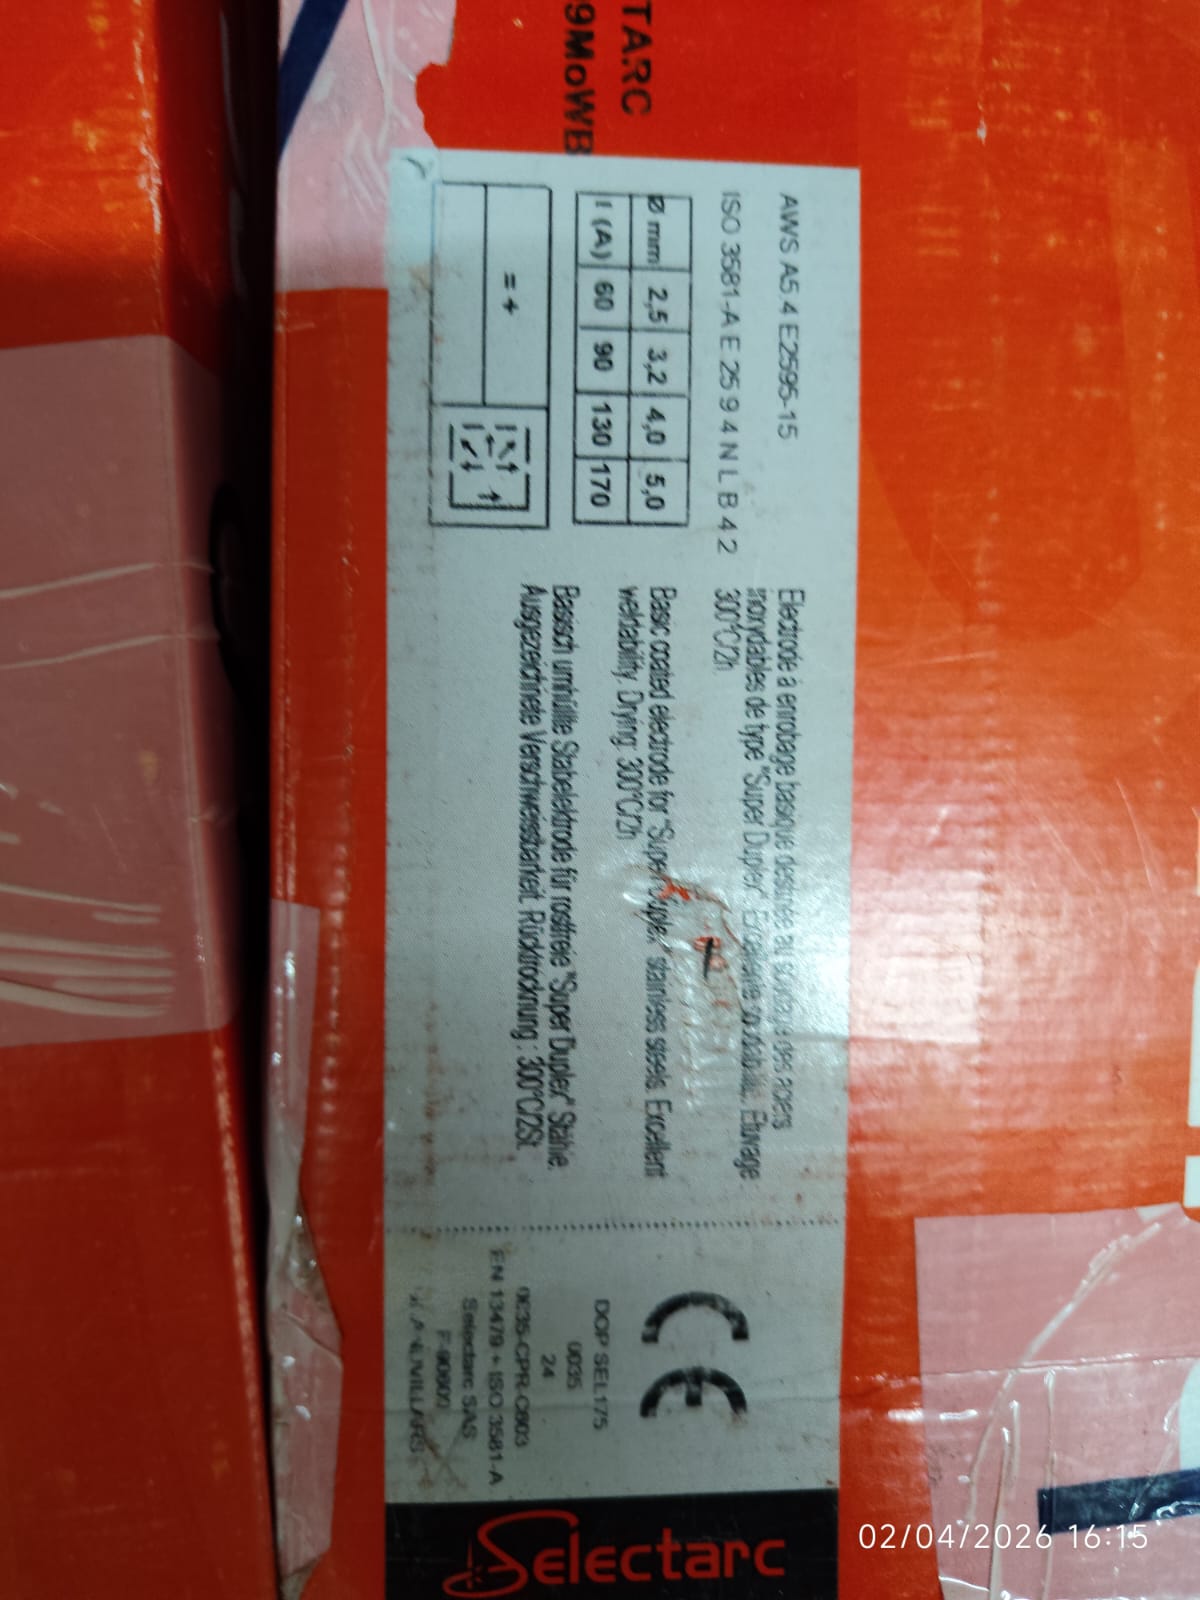 TARC
9MoWB
AWS A5.4 E2595-15
ISO 3581-A E 25 9 4 N L B 4 2
Ø mm 2,5 3,2 4,0 5,0
I (A) 60 90 130 170
= +
Electrode à enrobage basique destinée au soudage des aciers
inoxydables de type "Super Duplex". Excellente soudabilité. Etuvage
300°C/2h.
Basic coated electrode for "Super Duplex" stainless steels. Excellent
weldability. Drying: 300°C/2h
Basisch umhüllte Stabelektrode für rostfreie "Super Duplex" Stähle.
Ausgezeichnete Verschweissbarkeit. Rücktrocknung : 300°C/2St.
CE
DOP SEL175
0035
24
0035-CPR-C803
EN 13479 + ISO 3581-A
Selectarc SAS
F-90600
Selectarc
02/04/2026 16:15